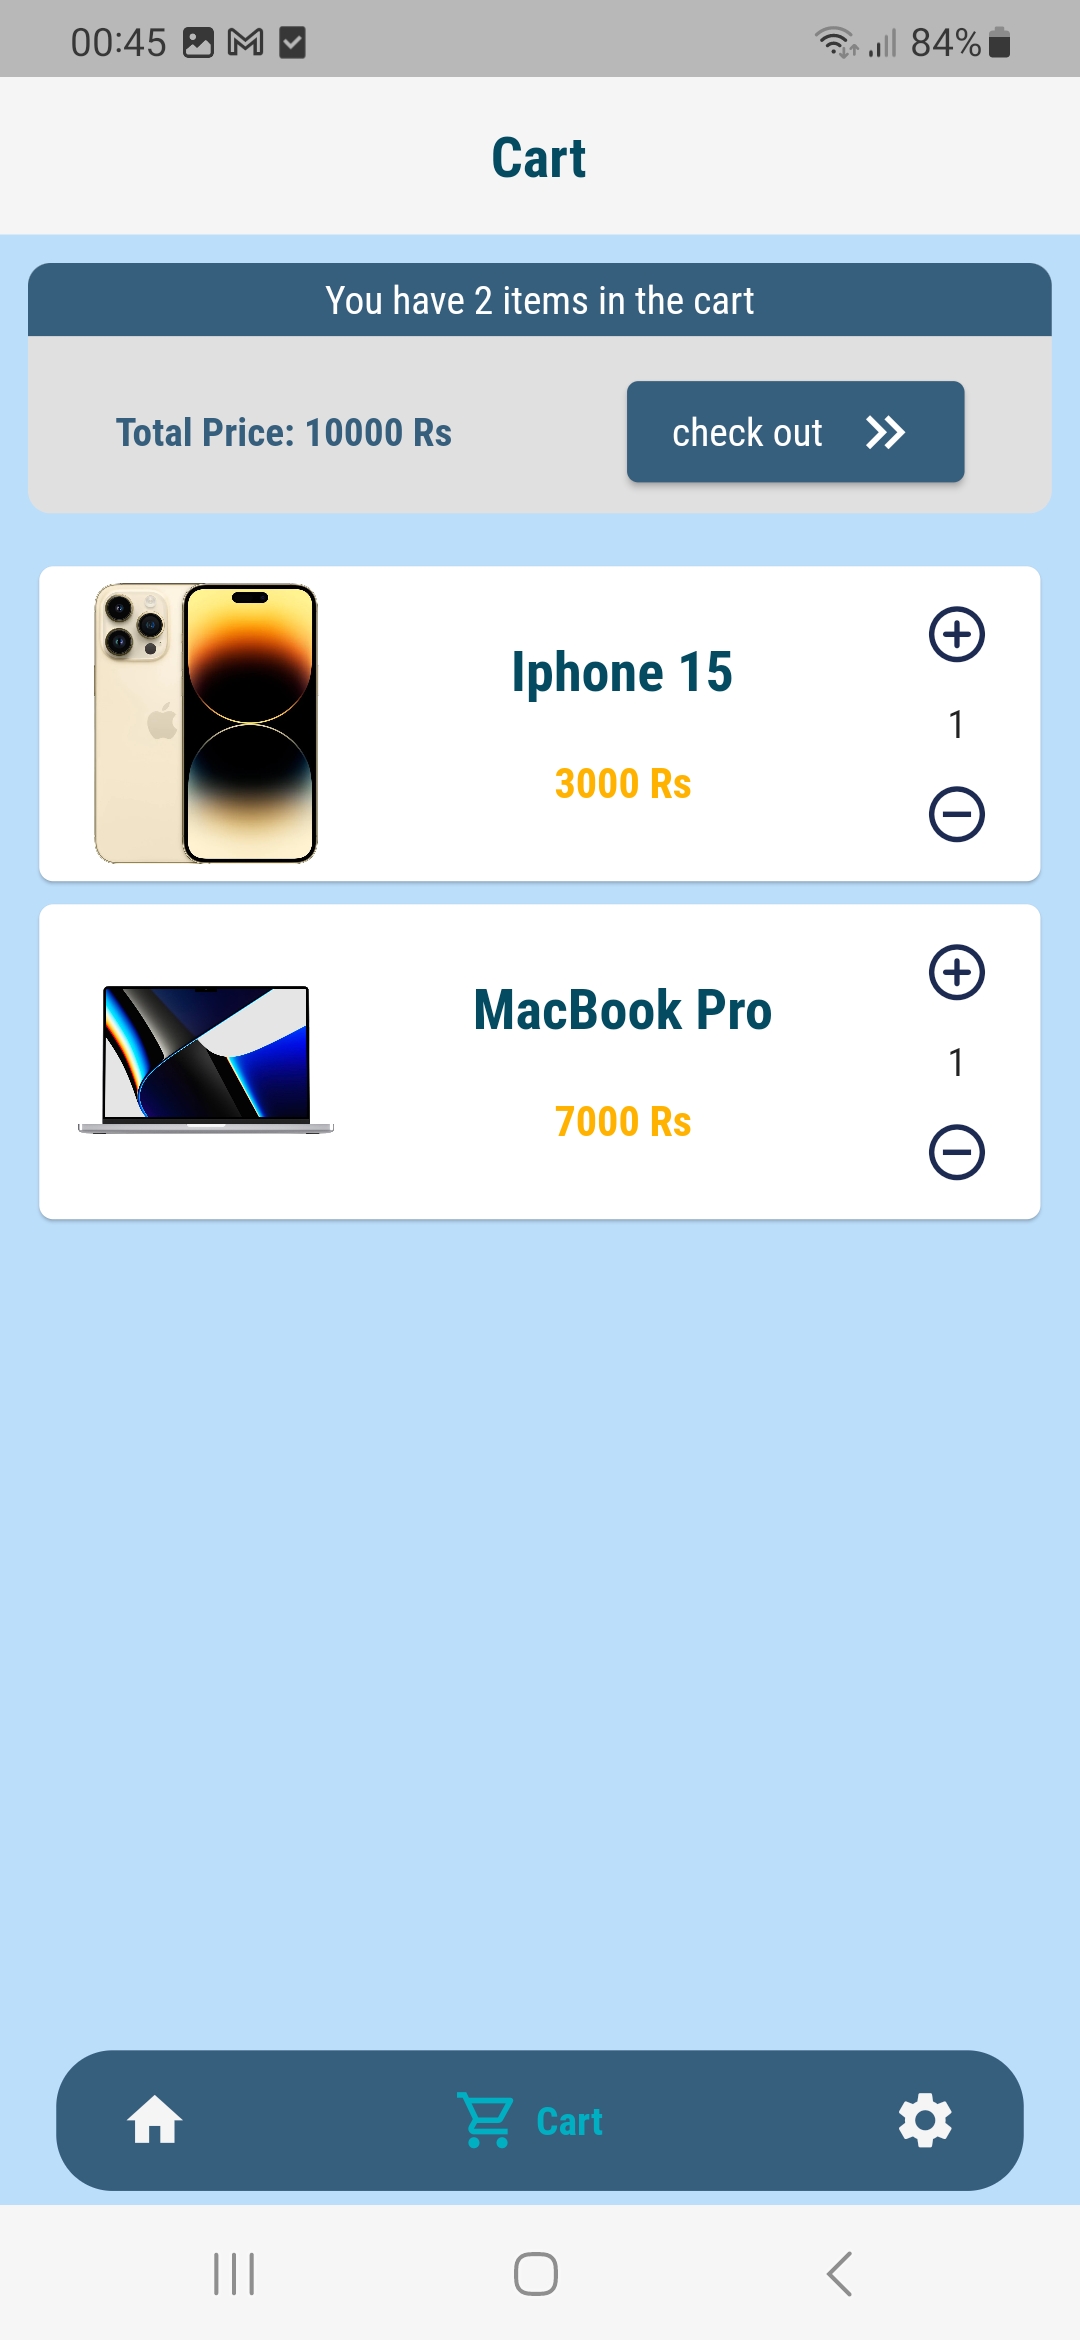 00:45 84%
Cart
You have 2 items in the cart
Total Price: 10000 Rs
check out
Iphone 15
1
3000 Rs
MacBook Pro
1
7000 Rs
Cart